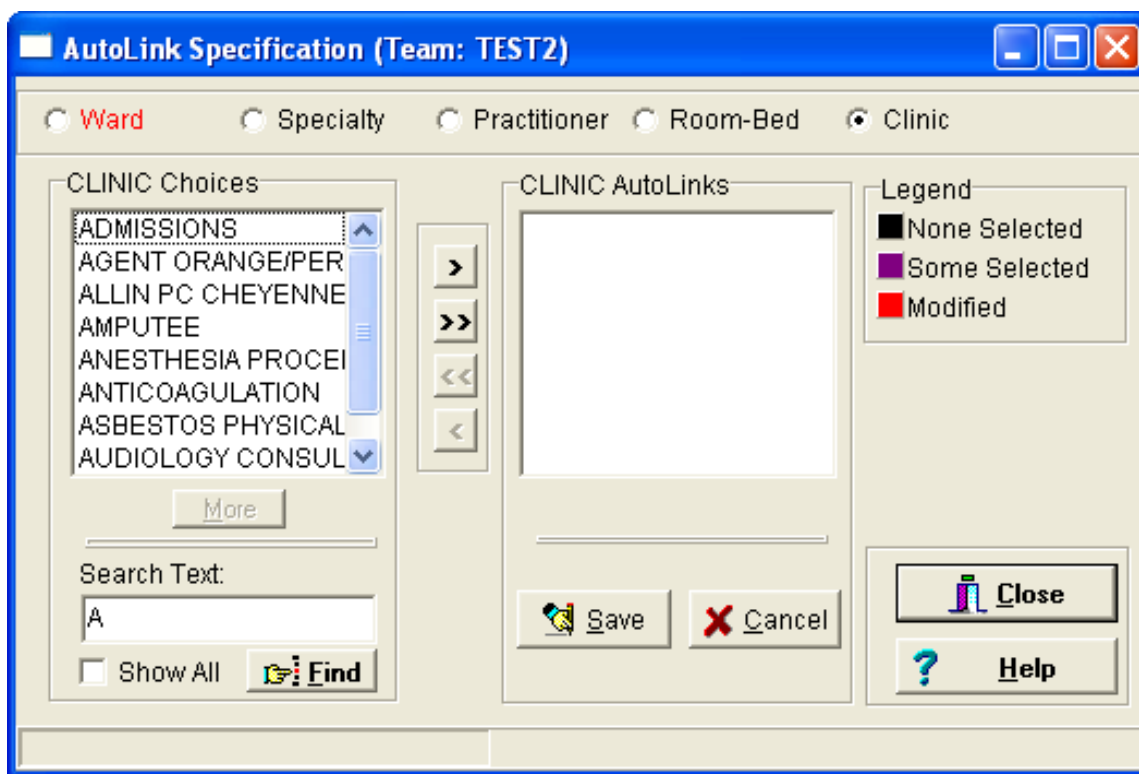 AutoLink Specification (Team: TEST2)
Ward Specialty Practitioner Room-Bed Clinic
CLINIC Choices
ADMISSIONS
AGENT ORANGE/PER
ALLIN PC CHEYENNE
AMPUTEE
ANESTHESIA PROCE
ANTICOAGULATION
ASBESTOS PHYSICAL
AUDIOLOGY CONSUL
More
Search Text:
A
Show All
Find
>
>>
<<
<
CLINIC AutoLinks
Save
Cancel
Legend
None Selected
Some Selected
Modified
Close
? Help